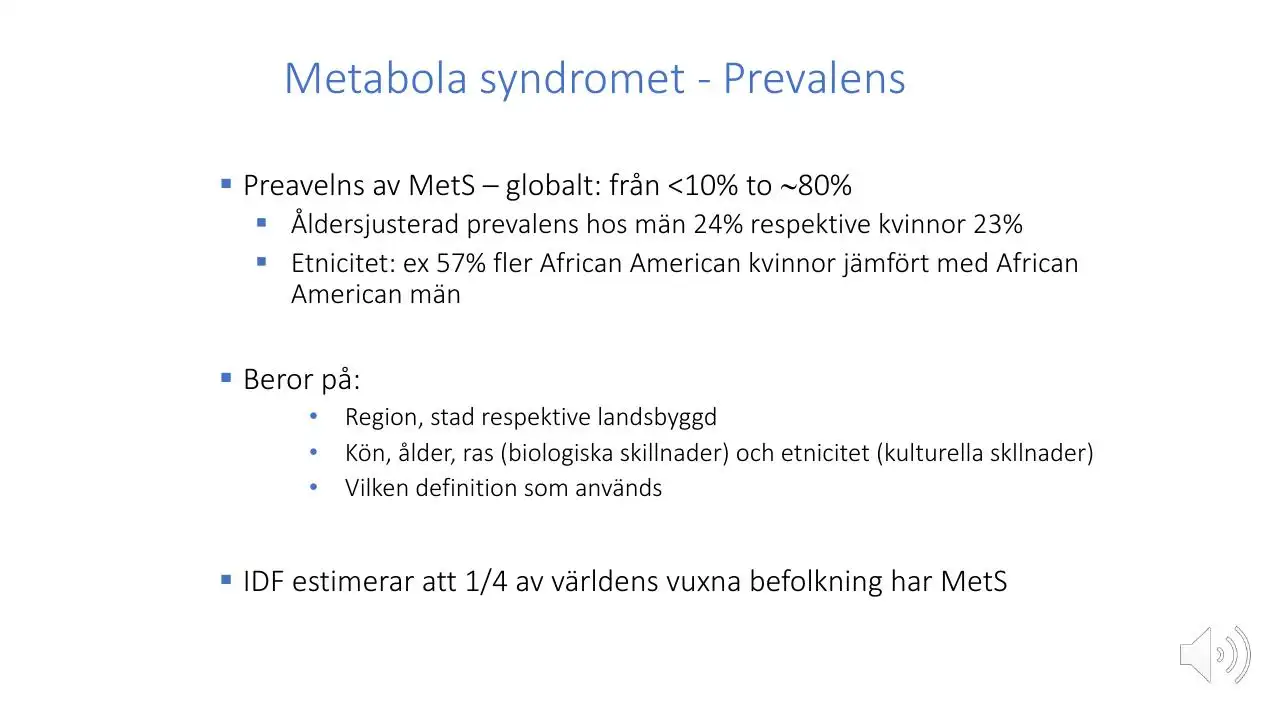 Metabola syndromet - Prevalens
▪ Preavelns av MetS – globalt: från <10% to ~80%
▪ Åldersjusterad prevalens hos män 24% respektive kvinnor 23%
▪ Etnicitet: ex 57% fler African American kvinnor jämfört med African
American män
▪ Beror på:
• Region, stad respektive landsbyggd
• Kön, ålder, ras (biologiska skillnader) och etnicitet (kulturella skllnader)
• Vilken definition som används
▪ IDF estimerar att 1/4 av världens vuxna befolkning har MetS